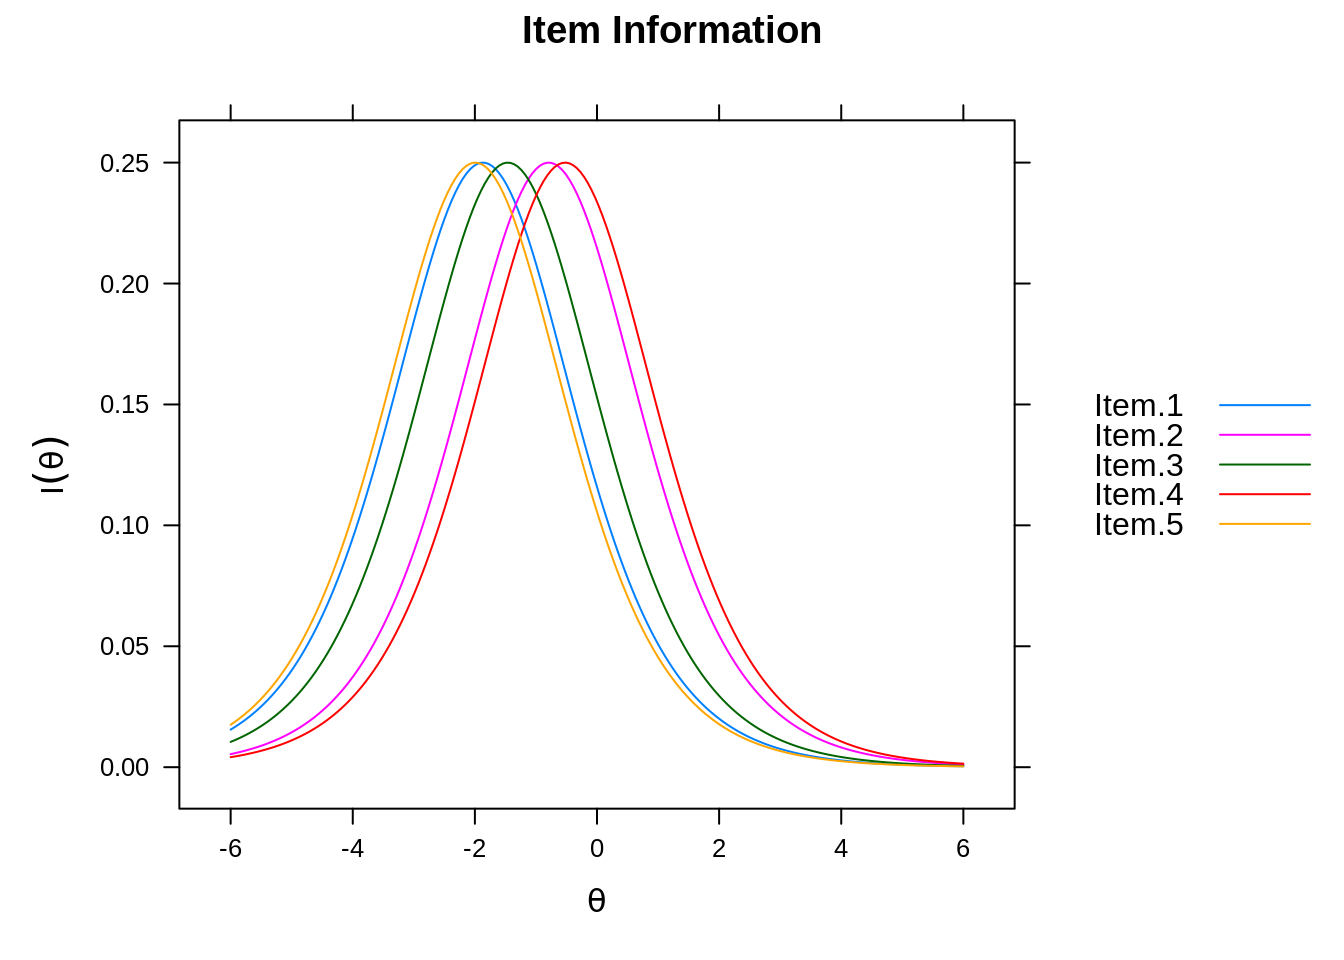 Item Information
0.25
0.20
0.15
0.10
0.05
0.00
I(θ)
-6 -4 -2 0 2 4 6
θ
Item.1
Item.2
Item.3
Item.4
Item.5